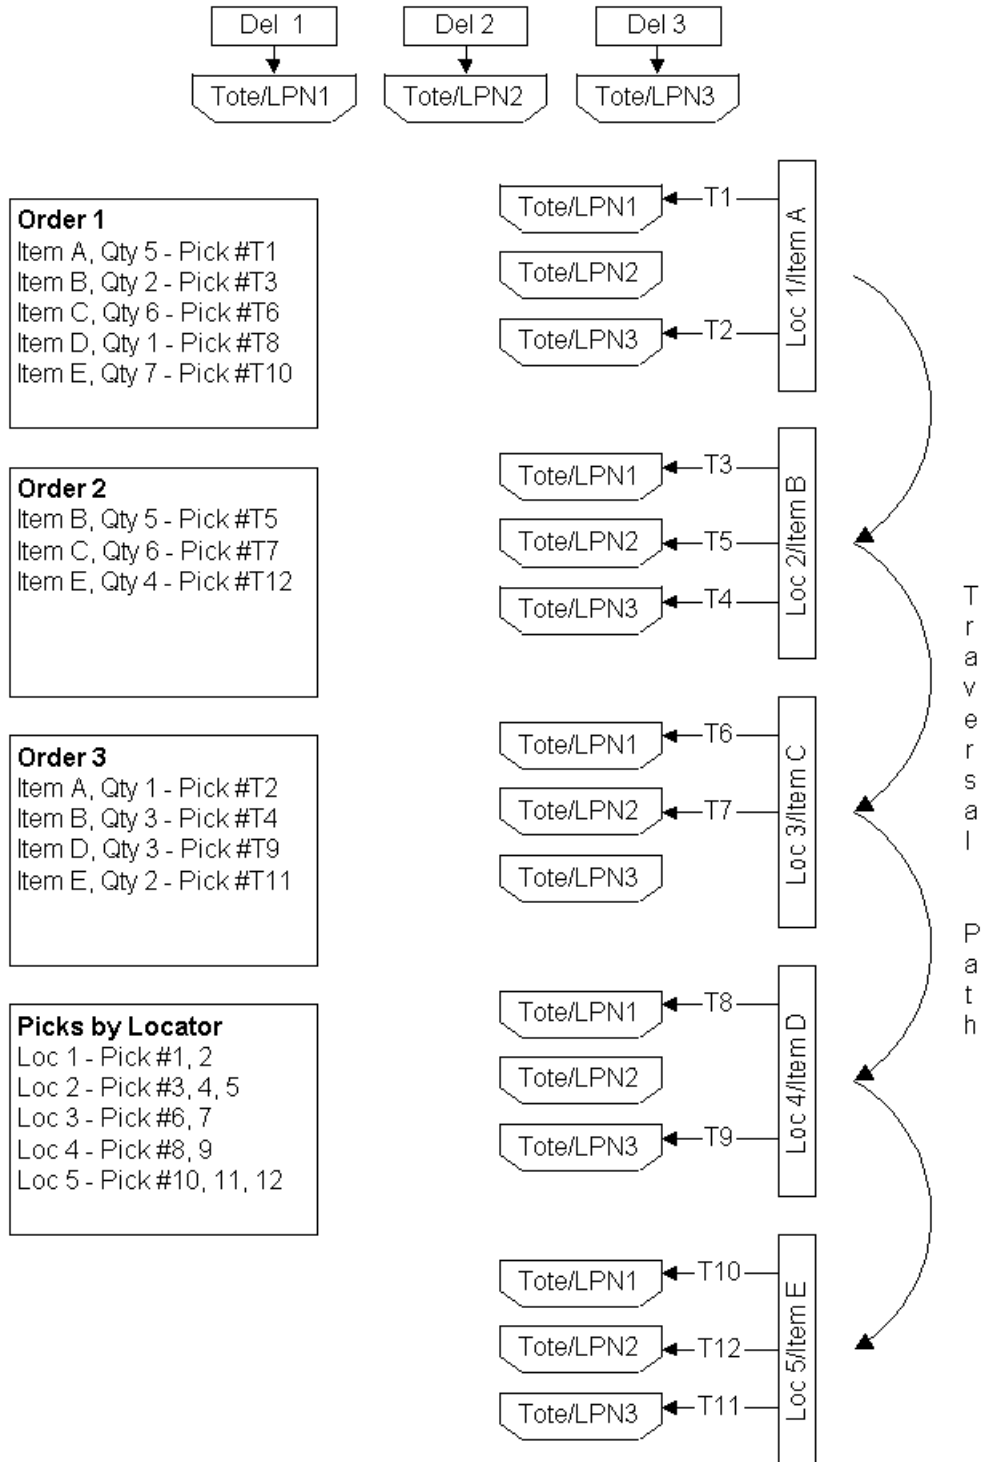 Del 1
Del 2
Del 3
Tote/LPN1
Tote/LPN2
Tote/LPN3
Order 1
Item A, Qty 5 - Pick #T1
Item B, Qty 2 - Pick #T3
Item C, Qty 6 - Pick #T6
Item D, Qty 1 - Pick #T8
Item E, Qty 7 - Pick #T10
Tote/LPN1
T1
Tote/LPN2
Tote/LPN3
T2
Loc 1/Item A
Order 2
Item B, Qty 5 - Pick #T5
Item C, Qty 6 - Pick #T7
Item E, Qty 4 - Pick #T12
Tote/LPN1
T3
Tote/LPN2
T5
Tote/LPN3
T4
Loc 2/Item B
Order 3
Item A, Qty 1 - Pick #T2
Item B, Qty 3 - Pick #T4
Item D, Qty 3 - Pick #T9
Item E, Qty 2 - Pick #T11
Tote/LPN1
T6
Tote/LPN2
T7
Tote/LPN3
Loc 3/Item C
Picks by Locator
Loc 1 - Pick #1, 2
Loc 2 - Pick #3, 4, 5
Loc 3 - Pick #6, 7
Loc 4 - Pick #8, 9
Loc 5 - Pick #10, 11, 12
Tote/LPN1
T8
Tote/LPN2
Tote/LPN3
T9
Loc 4/Item D
Tote/LPN1
T10
Tote/LPN2
T12
Tote/LPN3
T11
Loc 5/Item E
Traversal Path